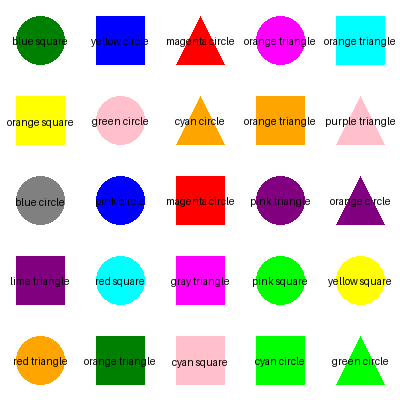 blue square yellow circle magenta circle orange triangle orange triangle
orange square green circle cyan circle orange triangle purple triangle
blue circle pink circle magenta circle pink triangle orange circle
lime triangle red square gray triangle pink square yellow square
red triangle orange triangle cyan square cyan circle green circle